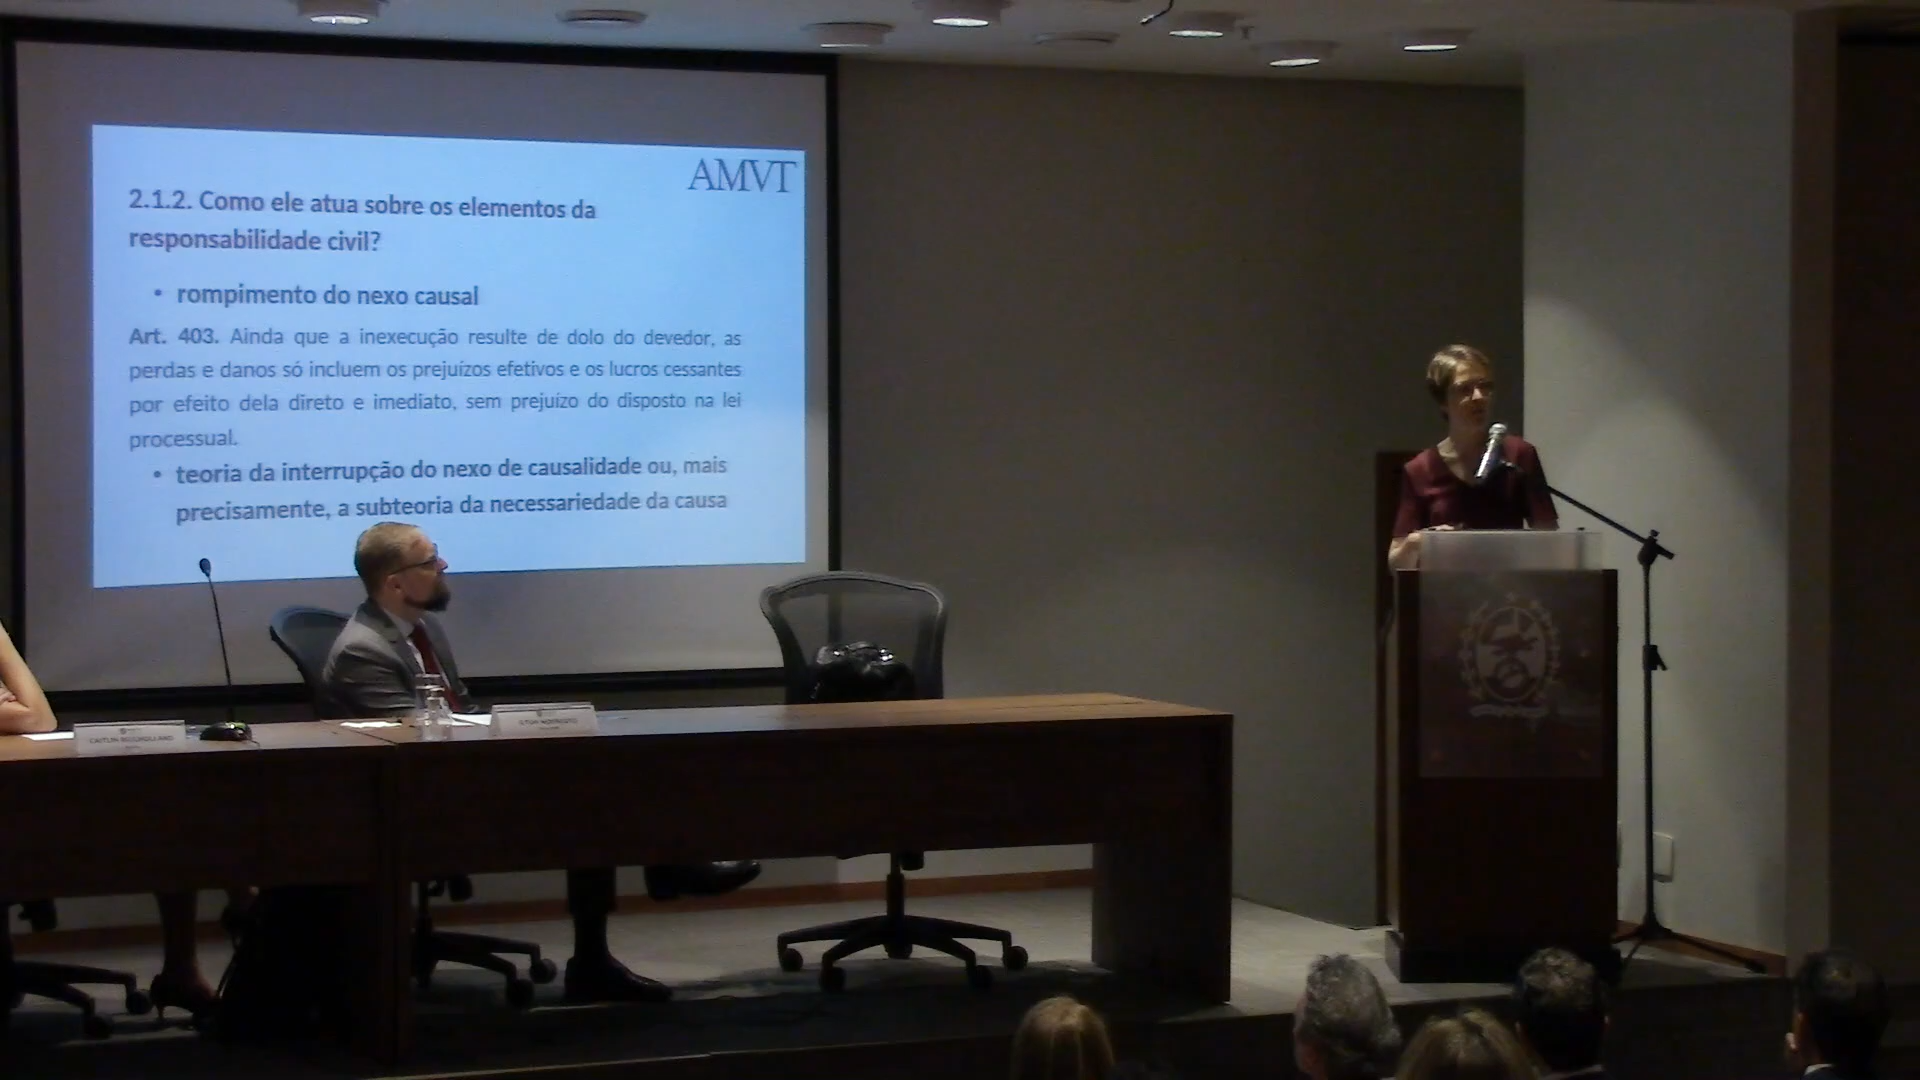 AMVT
2.1.2. Como ele atua sobre os elementos da
responsabilidade civil?
• rompimento do nexo causal
Art. 403. Ainda que a inexecução resulte de dolo do devedor, as
perdas e danos só incluem os prejuízos efetivos e os lucros cessantes
por efeito dela direto e imediato, sem prejuízo do disposto na lei
processual.
• teoria da interrupção do nexo de causalidade ou, mais
precisamente, a subteoria da necessariedade da causa
CAITLIN